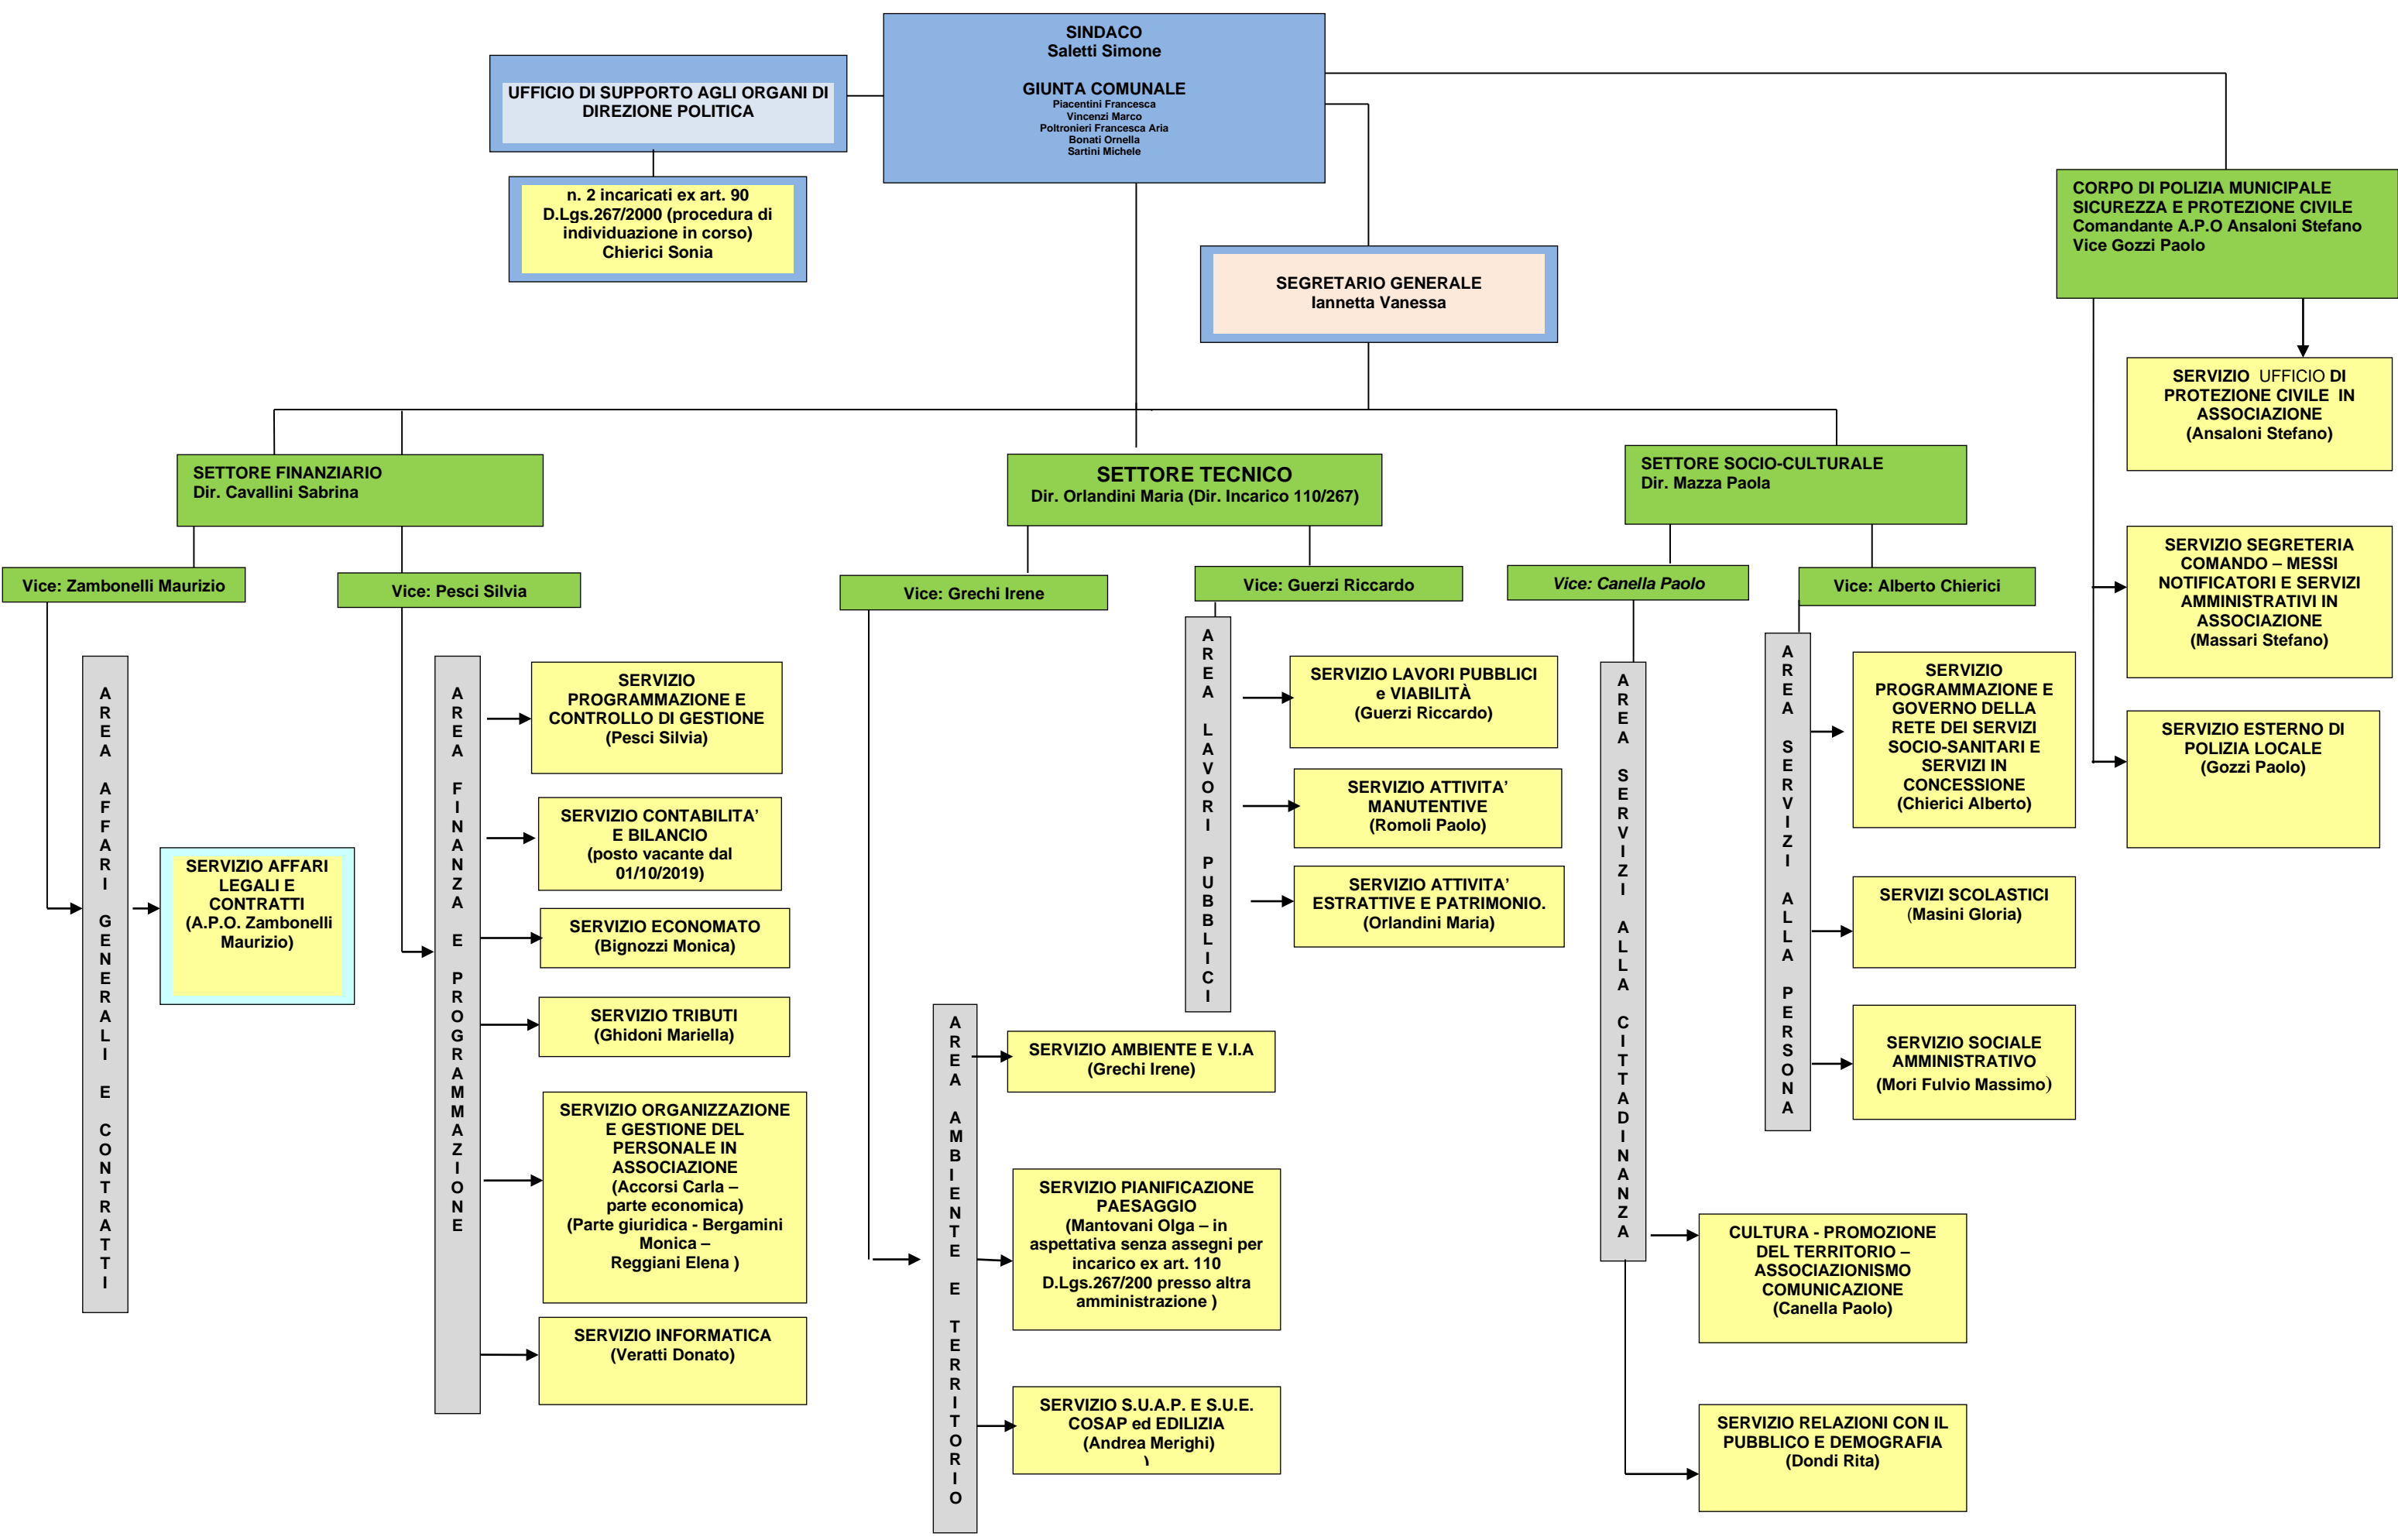 SINDACO
Saletti Simone
GIUNTA COMUNALE
Piacentini Francesca
Vincenzi Marco
Poltronieri Francesca Aria
Bonati Ornella
Sartini Michele
UFFICIO DI SUPPORTO AGLI ORGANI DI
DIREZIONE POLITICA
n. 2 incaricati ex art. 90
D.Lgs.267/2000 (procedura di
individuazione in corso)
Chierici Sonia
SEGRETARIO GENERALE
Iannetta Vanessa
CORPO DI POLIZIA MUNICIPALE
SICUREZZA E PROTEZIONE CIVILE
Comandante A.P.O Ansaloni Stefano
Vice Gozzi Paolo
SERVIZIO UFFICIO DI
PROTEZIONE CIVILE IN
ASSOCIAZIONE
(Ansaloni Stefano)
SERVIZIO SEGRETERIA
COMANDO – MESSI
NOTIFICATORI E SERVIZI
AMMINISTRATIVI IN
ASSOCIAZIONE
(Massari Stefano)
SERVIZIO ESTERNO DI
POLIZIA LOCALE
(Gozzi Paolo)
SETTORE FINANZIARIO
Dir. Cavallini Sabrina
Vice: Zambonelli Maurizio
Vice: Pesci Silvia
AREA AFFARI GENERALI E CONTRATTI
SERVIZIO AFFARI
LEGALI E
CONTRATTI
(A.P.O. Zambonelli
Maurizio)
AREA FINANZA E PROGRAMMAZIONE
SERVIZIO
PROGRAMMAZIONE E
CONTROLLO DI GESTIONE
(Pesci Silvia)
SERVIZIO CONTABILITA’
E BILANCIO
(posto vacante dal
01/10/2019)
SERVIZIO ECONOMATO
(Bignozzi Monica)
SERVIZIO TRIBUTI
(Ghidoni Mariella)
SERVIZIO ORGANIZZAZIONE
E GESTIONE DEL
PERSONALE IN
ASSOCIAZIONE
(Accorsi Carla –
parte economica)
(Parte giuridica - Bergamini
Monica –
Reggiani Elena )
SERVIZIO INFORMATICA
(Veratti Donato)
SETTORE TECNICO
Dir. Orlandini Maria (Dir. Incarico 110/267)
Vice: Grechi Irene
Vice: Guerzi Riccardo
AREA LAVORI PUBBLICI
SERVIZIO LAVORI PUBBLICI
e VIABILITÀ
(Guerzi Riccardo)
SERVIZIO ATTIVITA’
MANUTENTIVE
(Romoli Paolo)
SERVIZIO ATTIVITA’
ESTRATTIVE E PATRIMONIO.
(Orlandini Maria)
AREA AMBIENTE E TERRITORIO
SERVIZIO AMBIENTE E V.I.A
(Grechi Irene)
SERVIZIO PIANIFICAZIONE
PAESAGGIO
(Mantovani Olga – in
aspettativa senza assegni per
incarico ex art. 110
D.Lgs.267/200 presso altra
amministrazione )
SERVIZIO S.U.A.P. E S.U.E.
COSAP ed EDILIZIA
(Andrea Merighi)
)
SETTORE SOCIO-CULTURALE
Dir. Mazza Paola
Vice: Canella Paolo
Vice: Alberto Chierici
AREA SERVIZI ALLA CITTADINANZA
CULTURA - PROMOZIONE
DEL TERRITORIO –
ASSOCIAZIONISMO
COMUNICAZIONE
(Canella Paolo)
SERVIZIO RELAZIONI CON IL
PUBBLICO E DEMOGRAFIA
(Dondi Rita)
AREA SERVIZI ALLA PERSONA
SERVIZIO
PROGRAMMAZIONE E
GOVERNO DELLA
RETE DEI SERVIZI
SOCIO-SANITARI E
SERVIZI IN
CONCESSIONE
(Chierici Alberto)
SERVIZI SCOLASTICI
(Masini Gloria)
SERVIZIO SOCIALE
AMMINISTRATIVO
(Mori Fulvio Massimo)